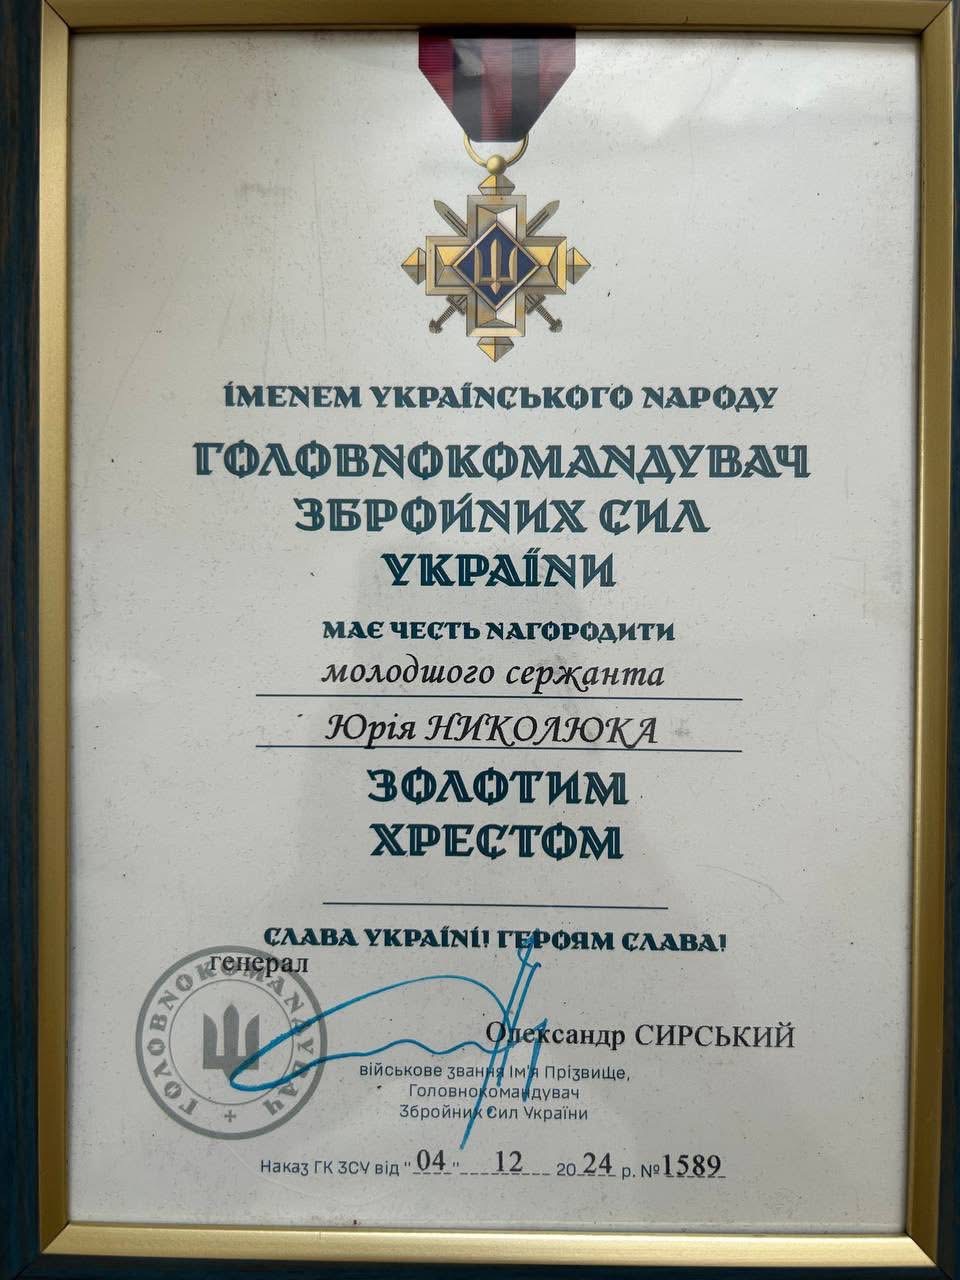 ІМЕНЕМ УКРАЇНСЬКОГО НАРОДУ
ГОЛОВНОКОМАНДУВАЧ
ЗБРОЙНИХ СИЛ
УКРАЇНИ
МАЄ ЧЕСТЬ НАГОРОДИТИ
молодшого сержанта
Юрія НИКОЛЮКА
ЗОЛОТИМ
ХРЕСТОМ
СЛАВА УКРАЇНІ! ГЕРОЯМ СЛАВА!
генерал
ГОЛОВНОКОМАНДУВАЧ
Олександр СИРСЬКИЙ
військове звання Ім'я Прізвище,
Головнокомандувач
Збройних Сил України
Наказ ГК ЗСУ від "04" 12 2024 р. №1589